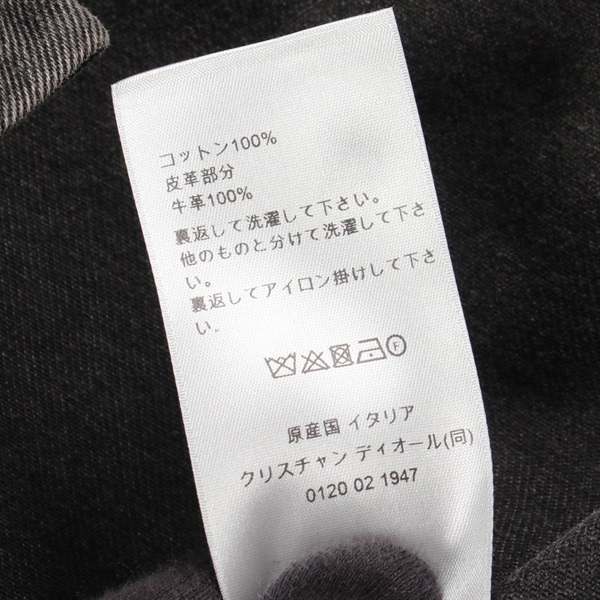 コットン100%
皮革部分
牛革100%
裏返して洗濯して下さい。
他のものと分けて洗濯して下さ
い。
裏返してアイロン掛けして下さ
い。
F
原産国 イタリア
クリスチャン ディオール(同)
0120 02 1947